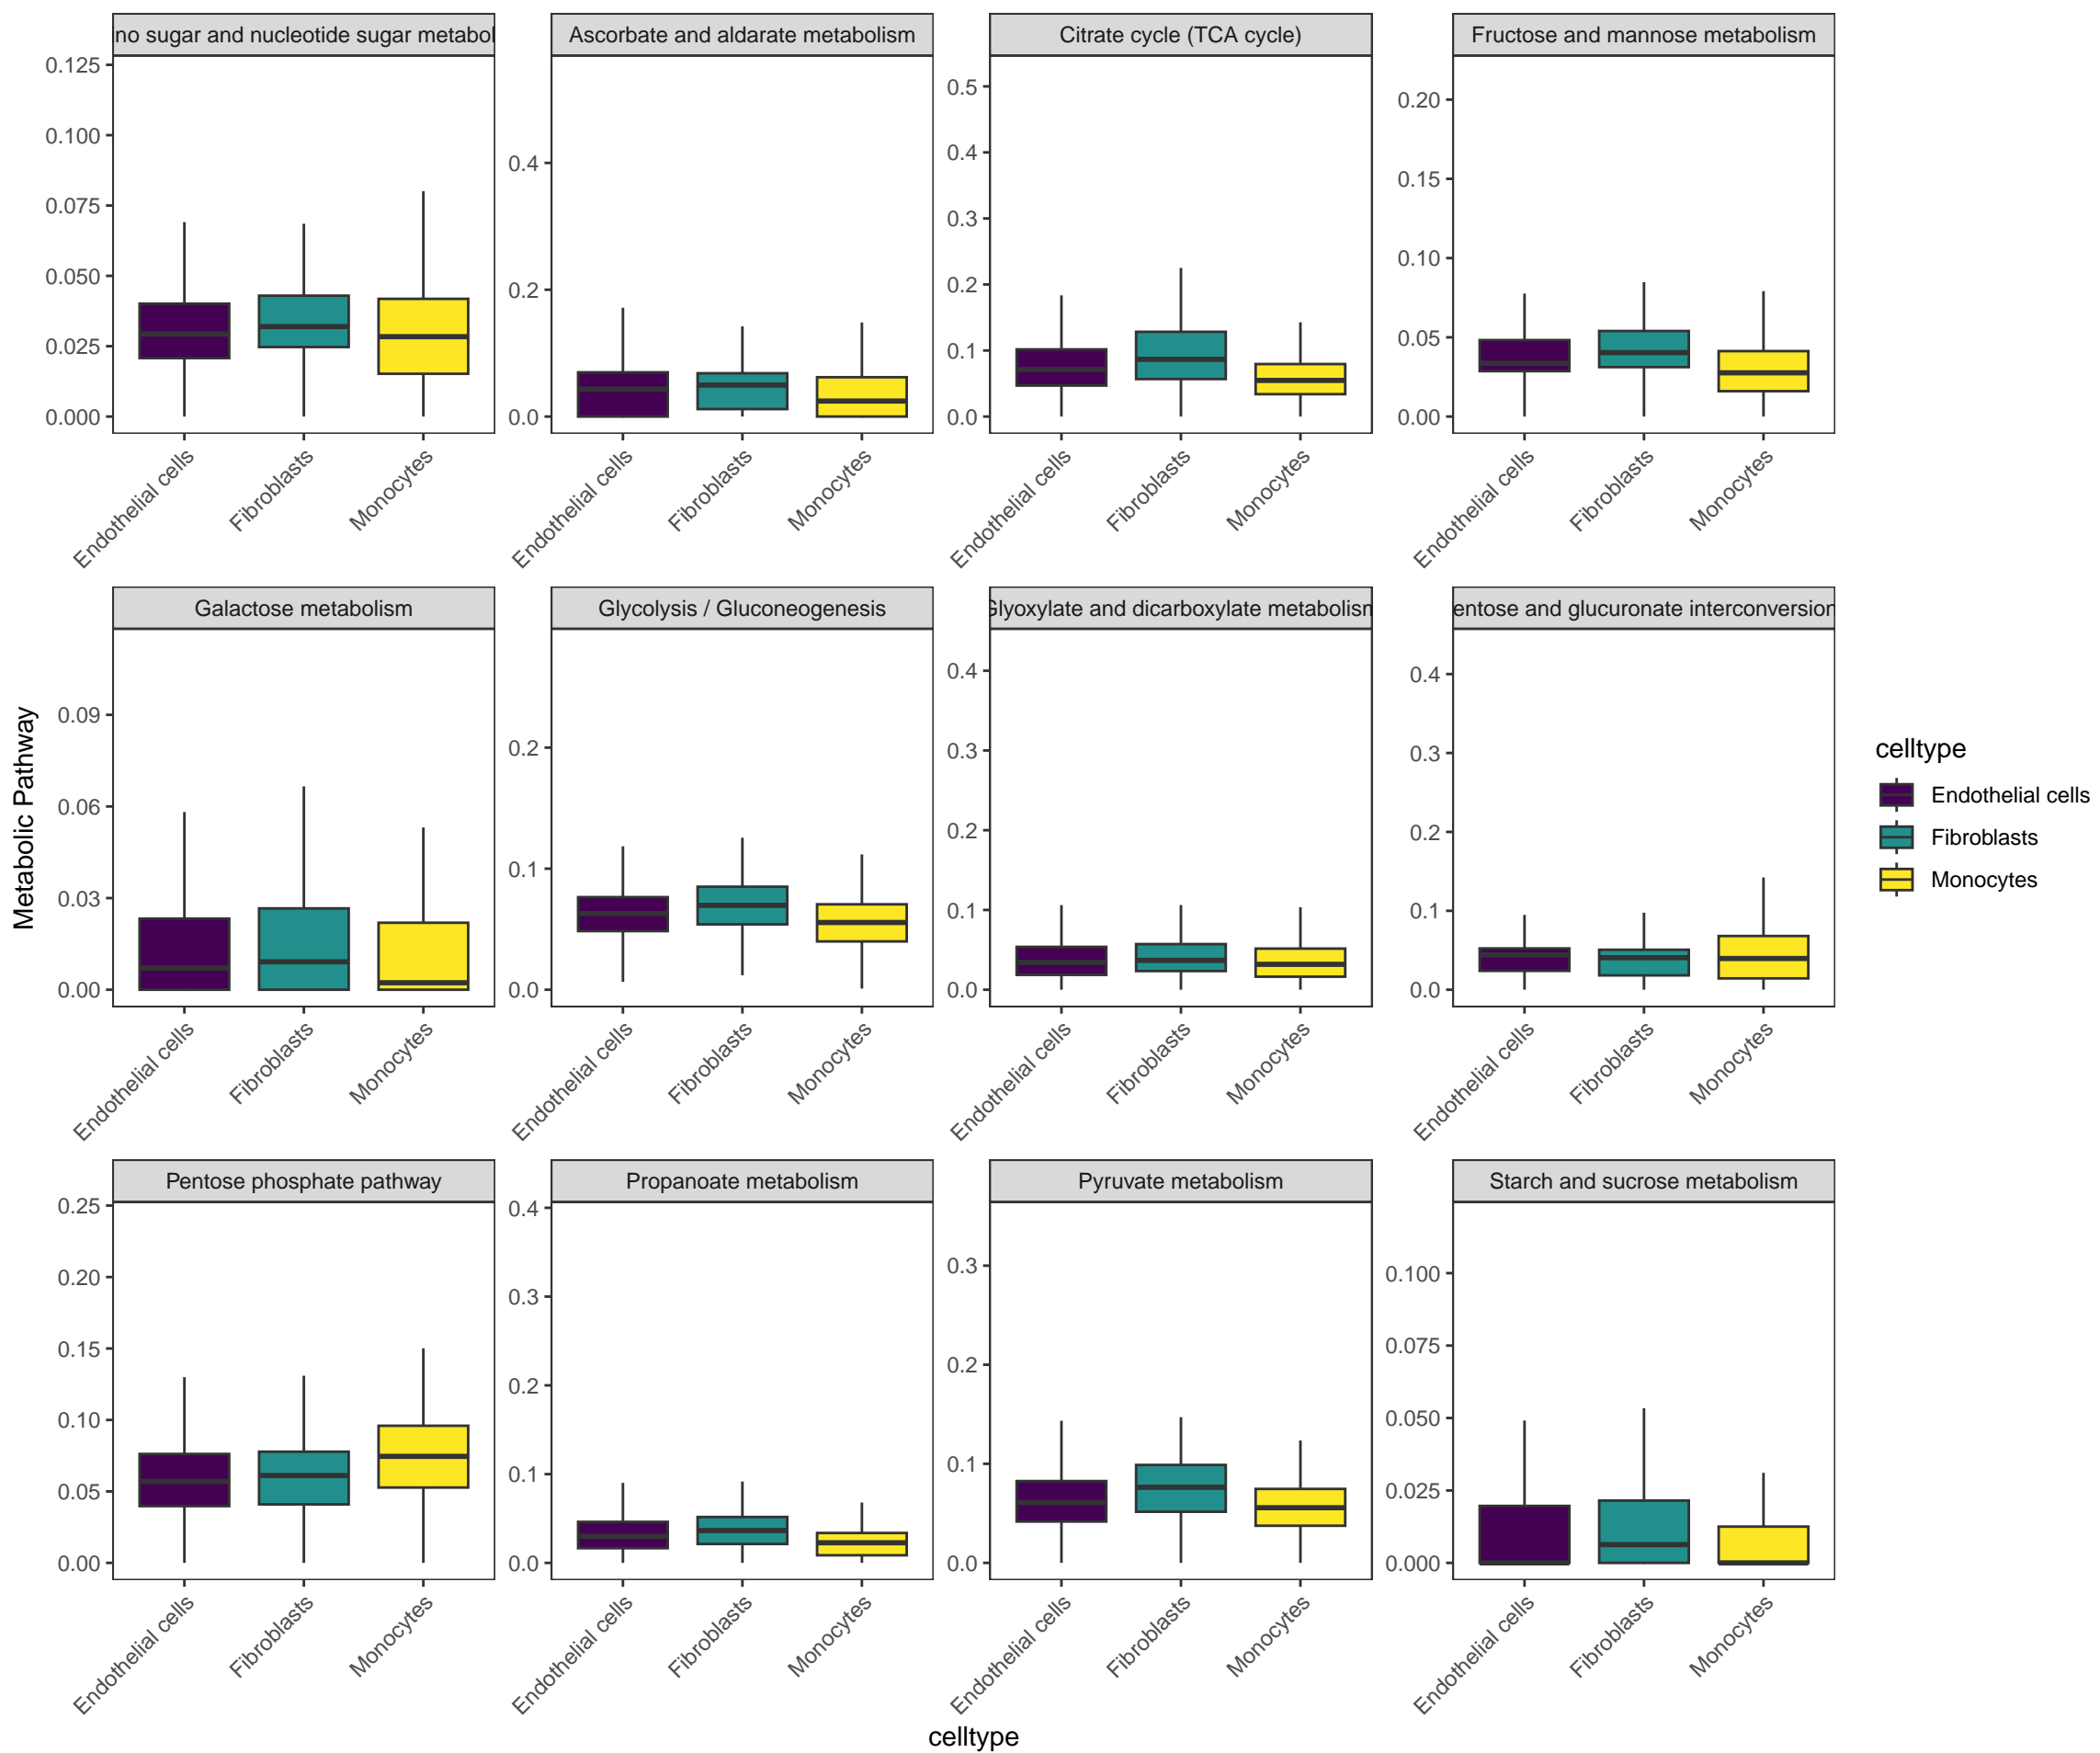 ino sugar and nucleotide sugar metabol
Ascorbate and aldarate metabolism
Citrate cycle (TCA cycle)
Fructose and mannose metabolism
0.125
0.100
0.075
0.050
0.025
0.000
0.4
0.2
0.0
0.5
0.4
0.3
0.2
0.1
0.0
0.20
0.15
0.10
0.05
0.00
Endothelial cells
Fibroblasts
Monocytes
Endothelial cells
Fibroblasts
Monocytes
Endothelial cells
Fibroblasts
Monocytes
Endothelial cells
Fibroblasts
Monocytes
Metabolic Pathway
Galactose metabolism
Glycolysis / Gluconeogenesis
Glyoxylate and dicarboxylate metabolism
entose and glucuronate interconversion
0.09
0.06
0.03
0.00
0.2
0.1
0.0
0.4
0.3
0.2
0.1
0.0
0.4
0.3
0.2
0.1
0.0
Endothelial cells
Fibroblasts
Monocytes
Endothelial cells
Fibroblasts
Monocytes
Endothelial cells
Fibroblasts
Monocytes
Endothelial cells
Fibroblasts
Monocytes
celltype
Endothelial cells
Fibroblasts
Monocytes
Pentose phosphate pathway
Propanoate metabolism
Pyruvate metabolism
Starch and sucrose metabolism
0.25
0.20
0.15
0.10
0.05
0.00
0.4
0.3
0.2
0.1
0.0
0.3
0.2
0.1
0.0
0.100
0.075
0.050
0.025
0.000
Endothelial cells
Fibroblasts
Monocytes
Endothelial cells
Fibroblasts
Monocytes
Endothelial cells
Fibroblasts
Monocytes
Endothelial cells
Fibroblasts
Monocytes
celltype